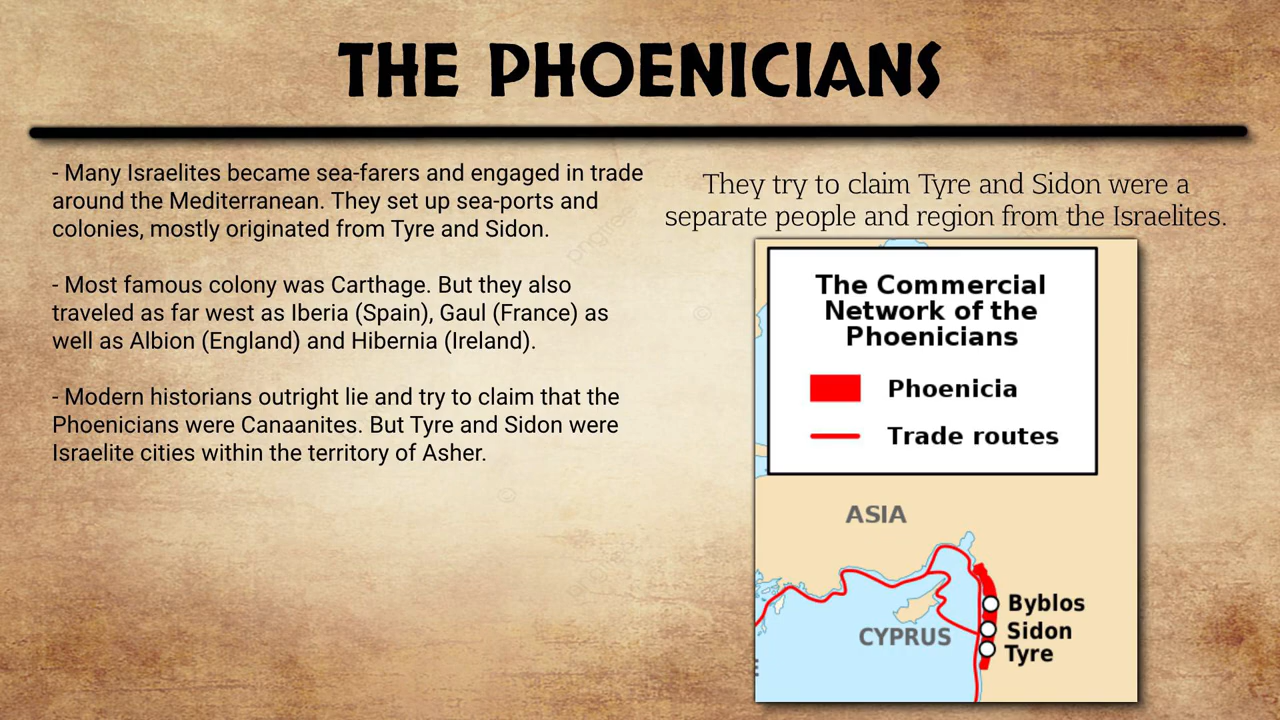 THE PHOENICIANS
- Many Israelites became sea-farers and engaged in trade
around the Mediterranean. They set up sea-ports and
colonies, mostly originated from Tyre and Sidon.
- Most famous colony was Carthage. But they also
traveled as far west as Iberia (Spain), Gaul (France) as
well as Albion (England) and Hibernia (Ireland).
- Modern historians outright lie and try to claim that the
Phoenicians were Canaanites. But Tyre and Sidon were
Israelite cities within the territory of Asher.
They try to claim Tyre and Sidon were a
separate people and region from the Israelites.
The Commercial
Network of the
Phoenicians
Phoenicia
Trade routes
ASIA
CYPRUS
Byblos
Sidon
Tyre